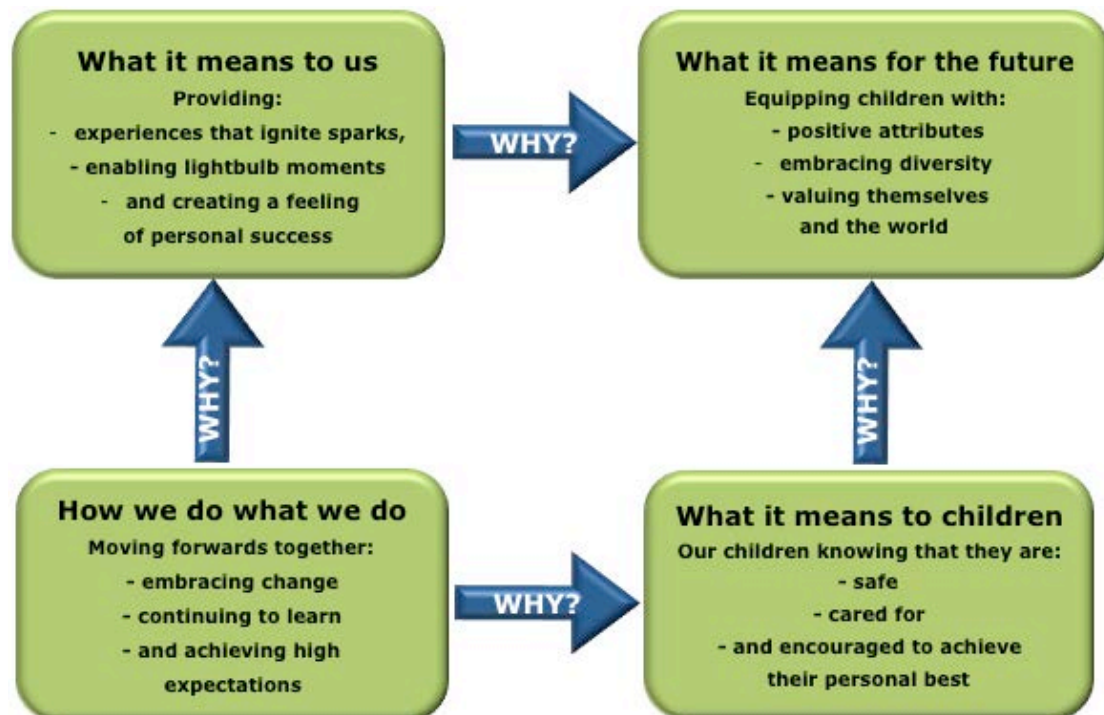 What it means to us
Providing:
- experiences that ignite sparks,
- enabling lightbulb moments
- and creating a feeling
of personal success
WHY?
What it means for the future
Equipping children with:
- positive attributes
- embracing diversity
- valuing themselves
and the world
WHY?
WHY?
How we do what we do
Moving forwards together:
- embracing change
- continuing to learn
- and achieving high
expectations
WHY?
What it means to children
Our children knowing that they are:
- safe
- cared for
- and encouraged to achieve
their personal best